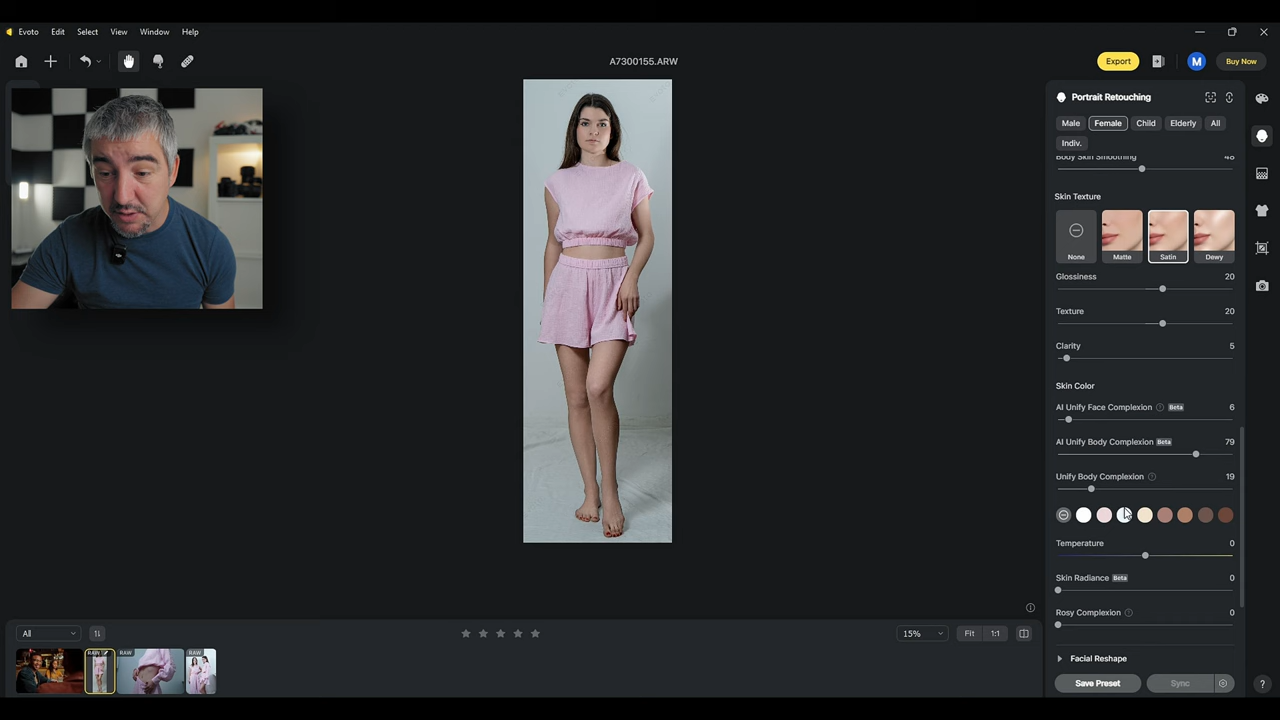 Evoto Edit Select View Window Help
A7300155.ARW
Export
M
Buy Now
Portrait Retouching
Male Female Child Elderly All
Indiv.
Body Skin Smoothing 48
Skin Texture
None Matte Satin Dewy
Glossiness 20
Texture 20
Clarity 5
Skin Color
AI Unify Face Complexion ? Beta 6
AI Unify Body Complexion Beta 79
Unify Body Complexion ? 19
Temperature 0
Skin Radiance Beta 0
Rosy Complexion ? 0
Facial Reshape
Save Preset Sync
All
15% Fit 1:1
RAW RAW RAW
?